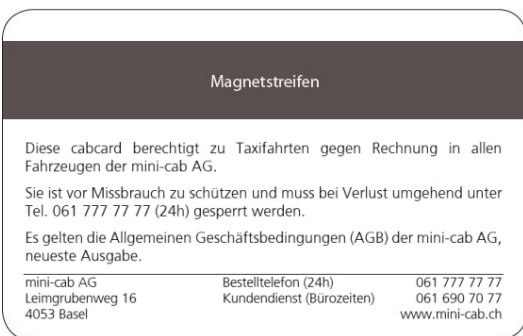 Magnetstreifen
Diese cabcard berechtigt zu Taxifahrten gegen Rechnung in allen
Fahrzeugen der mini-cab AG.
Sie ist vor Missbrauch zu schützen und muss bei Verlust umgehend unter
Tel. 061 777 77 77 (24h) gesperrt werden.
Es gelten die Allgemeinen Geschäftsbedingungen (AGB) der mini-cab AG,
neueste Ausgabe.
mini-cab AG Bestelltelefon (24h) 061 777 77 77
Leimgrubenweg 16 Kundendienst (Bürozeiten) 061 690 70 77
4053 Basel www.mini-cab.ch